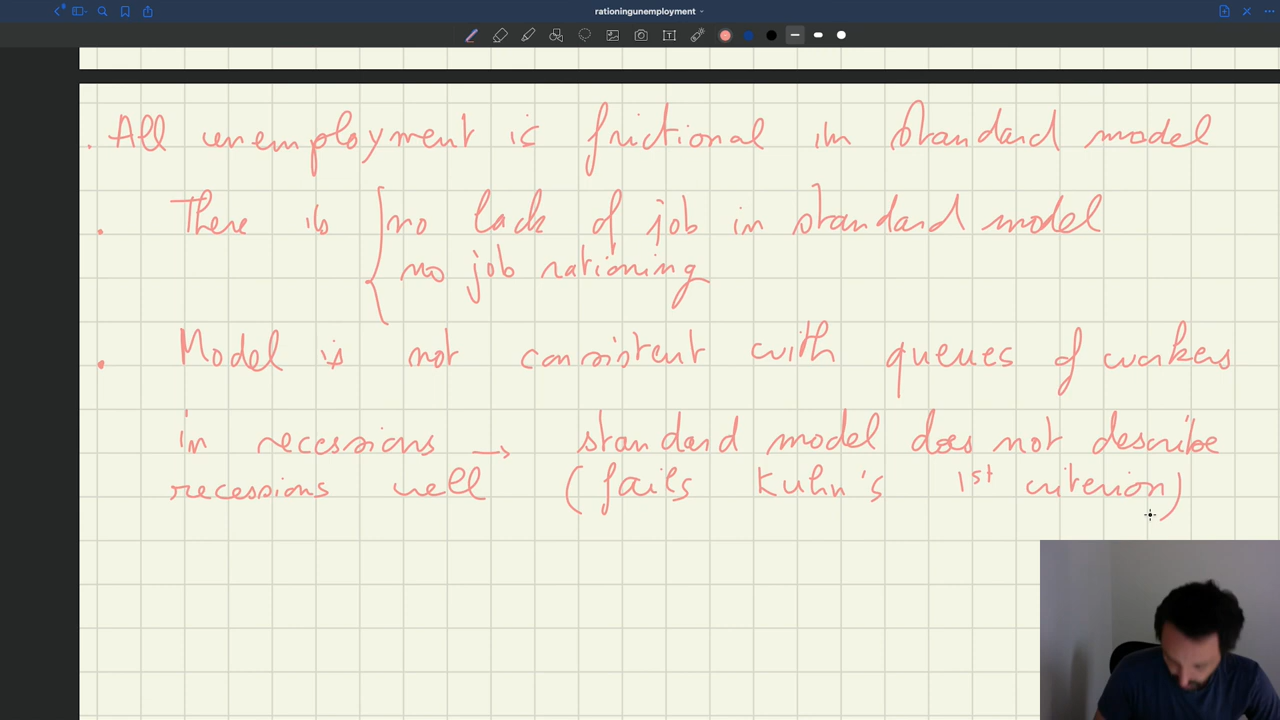 rationingunemployment
. All unemployment is frictional in standard model
. There is { no lack of job in standard model
no job rationing
. Model is not consistent with queues of workers
in recessions → standard model does not describe
recessions well (fails Kuhn's 1st criterion)